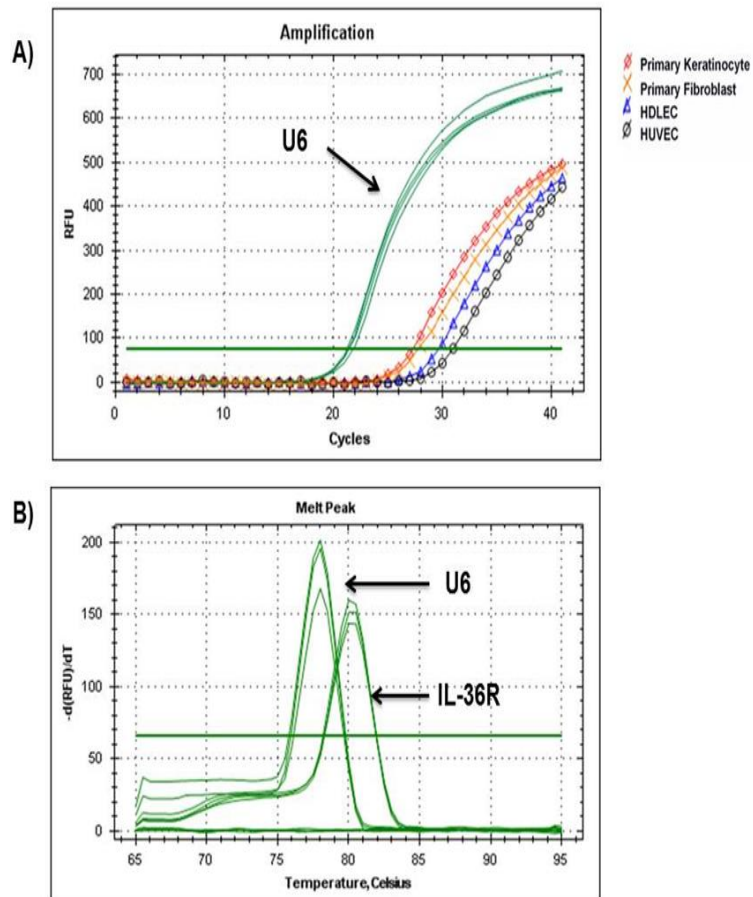 A)
Amplification
700
600
500
400
300
200
100
0
RFU
U6
0 10 20 30 40
Cycles
Primary Keratinocyte
Primary Fibroblast
HDLEC
HUVEC
B)
Melt Peak
200
150
100
50
0
-d(RFU)/dT
U6
IL-36R
65 70 75 80 85 90 95
Temperature, Celsius